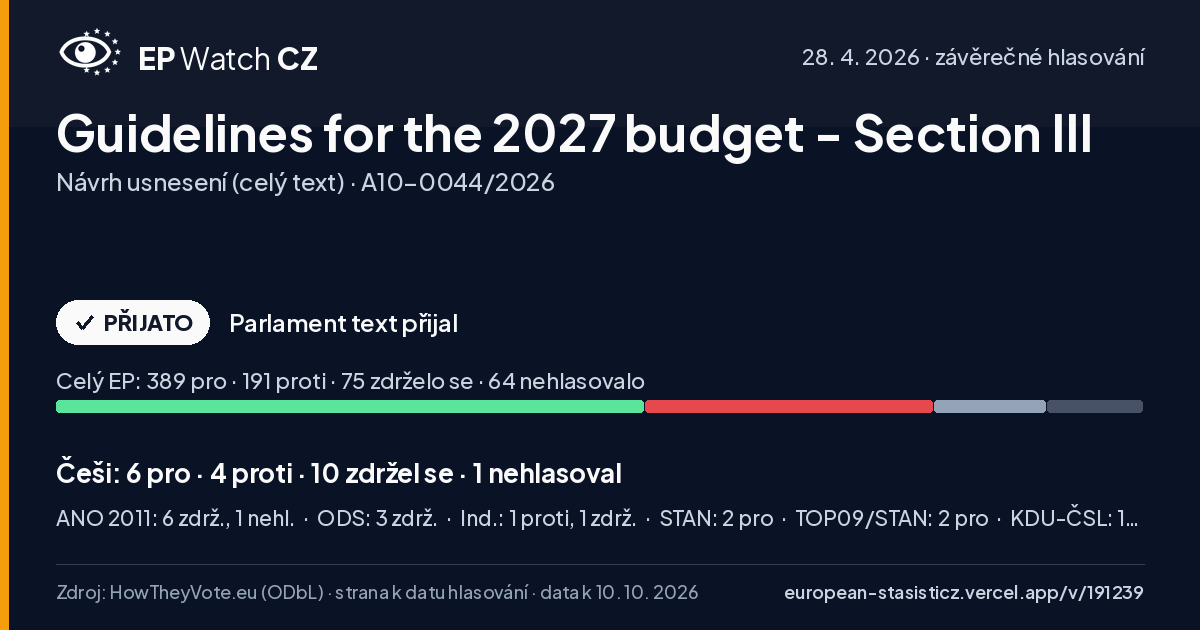 EP Watch CZ
28. 4. 2026 · závěrečné hlasování
Guidelines for the 2027 budget – Section III
Návrh usnesení (celý text) · A10-0044/2026
✓ PŘIJATO Parlament text přijal
Celý EP: 389 pro · 191 proti · 75 zdrželo se · 64 nehlasovalo
Češi: 6 pro · 4 proti · 10 zdržel se · 1 nehlasoval
ANO 2011: 6 zdrž., 1 nehl. · ODS: 3 zdrž. · Ind.: 1 proti, 1 zdrž. · STAN: 2 pro · TOP09/STAN: 2 pro · KDU-ČSL: 1…
Zdroj: HowTheyVote.eu (ODbL) · strana k datu hlasování · data k 10. 10. 2026
european-stasisticz.vercel.app/v/191239